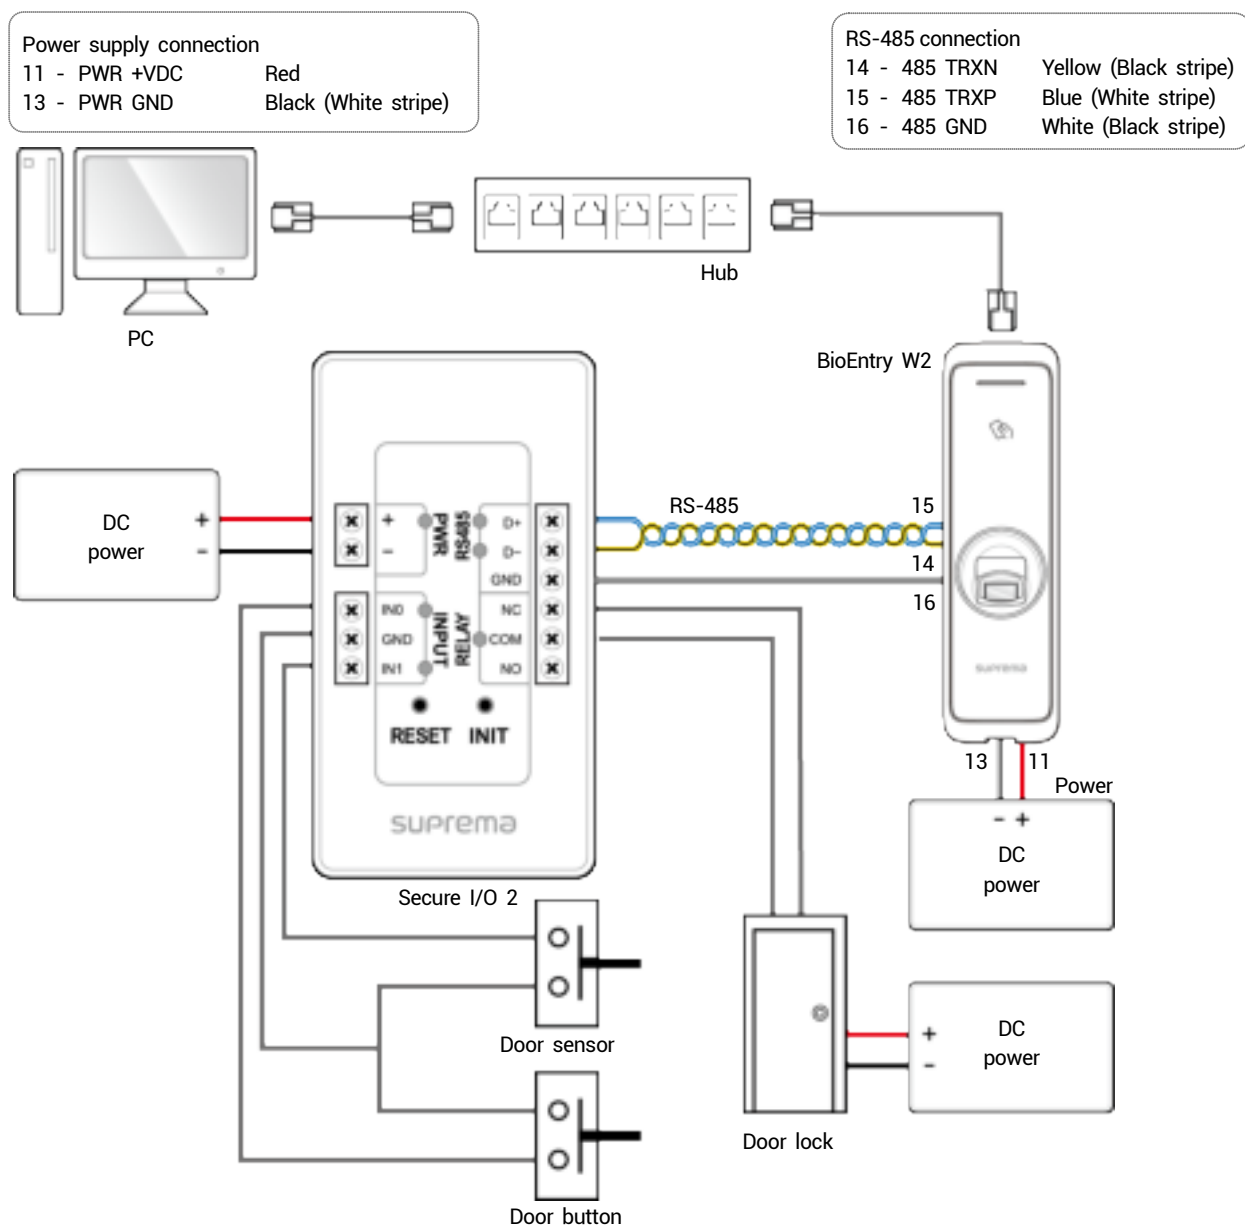 Power supply connection
11 - PWR +VDC Red
13 - PWR GND Black (White stripe)
RS-485 connection
14 - 485 TRXN Yellow (Black stripe)
15 - 485 TRXP Blue (White stripe)
16 - 485 GND White (Black stripe)
Hub
PC
BioEntry W2
DC
power
+
-
+
-
PWR
RS485
D+
D-
GND
IN0
GND
IN1
INPUT
RELAY
NC
COM
NO
RESET INIT
suprema
Secure I/O 2
RS-485
15
14
16
suprema
13
11
Power
- +
DC
power
Door sensor
Door button
Door lock
+
-
DC
power